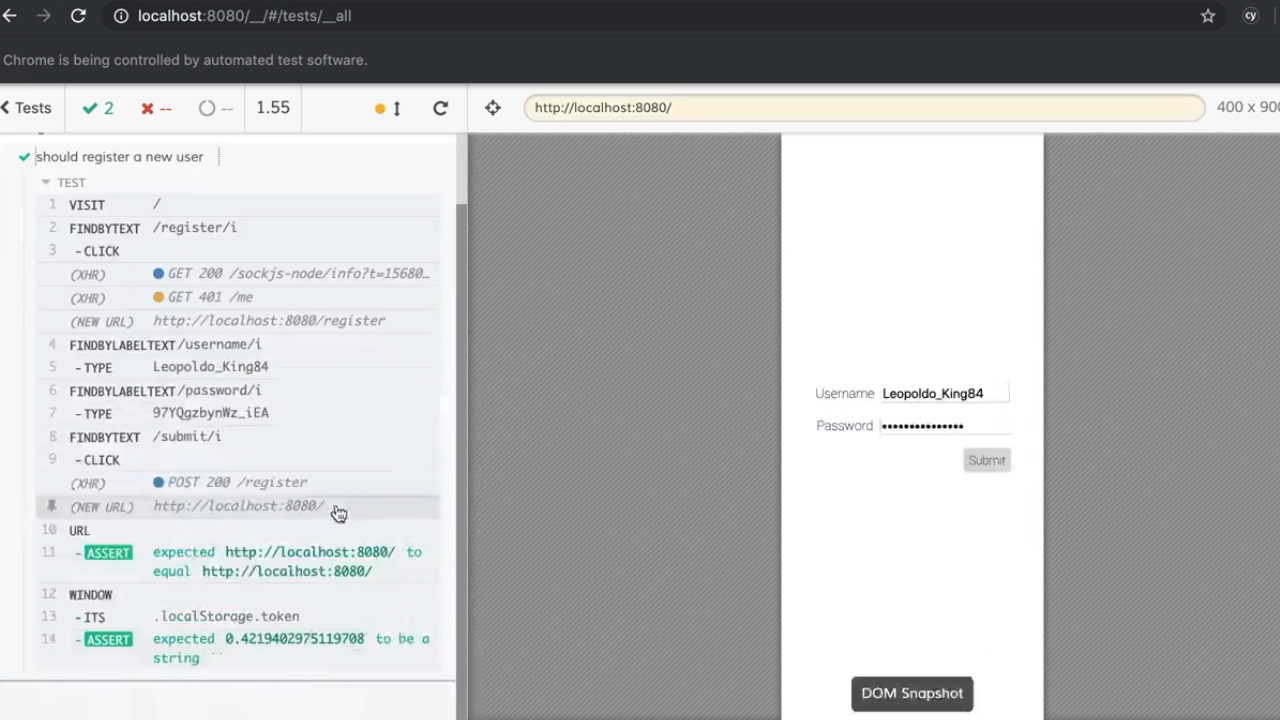 localhost:8080/__/#/tests/__all
cy
Chrome is being controlled by automated test software.
Tests
2
--
--
1.55
http://localhost:8080/
400 x 900
should register a new user
TEST
1 VISIT /
2 FINDBYTEXT /register/i
3 -CLICK
(XHR) GET 200 /sockjs-node/info?t=15680…
(XHR) GET 401 /me
(NEW URL) http://localhost:8080/register
4 FINDBYLABELTEXT /username/i
5 -TYPE Leopoldo_King84
6 FINDBYLABELTEXT /password/i
7 -TYPE 97YQgzbynWz_iEA
8 FINDBYTEXT /submit/i
9 -CLICK
(XHR) POST 200 /register
(NEW URL) http://localhost:8080/
10 URL
11 -ASSERT expected http://localhost:8080/ to
equal http://localhost:8080/
12 WINDOW
13 -ITS .localStorage.token
14 -ASSERT expected 0.4219402975119708 to be a
string
Username Leopoldo_King84
Password •••••••••••••••
Submit
DOM Snapshot